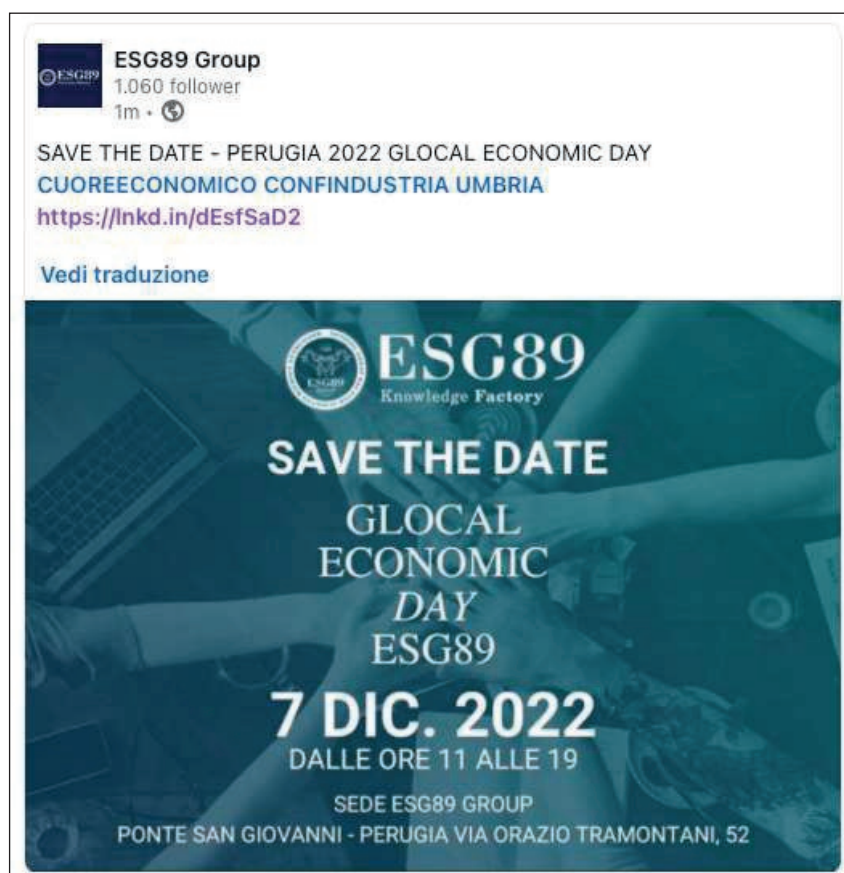 ESG89
ESG89 Group
1.060 follower
1m •
SAVE THE DATE - PERUGIA 2022 GLOCAL ECONOMIC DAY
CUOREECONOMICO CONFINDUSTRIA UMBRIA
https://lnkd.in/dEsfSaD2
Vedi traduzione
ESG89
ESG89
Knowledge Factory
SAVE THE DATE
GLOCAL
ECONOMIC
DAY
ESG89
7 DIC. 2022
DALLE ORE 11 ALLE 19
SEDE ESG89 GROUP
PONTE SAN GIOVANNI - PERUGIA VIA ORAZIO TRAMONTANI, 52